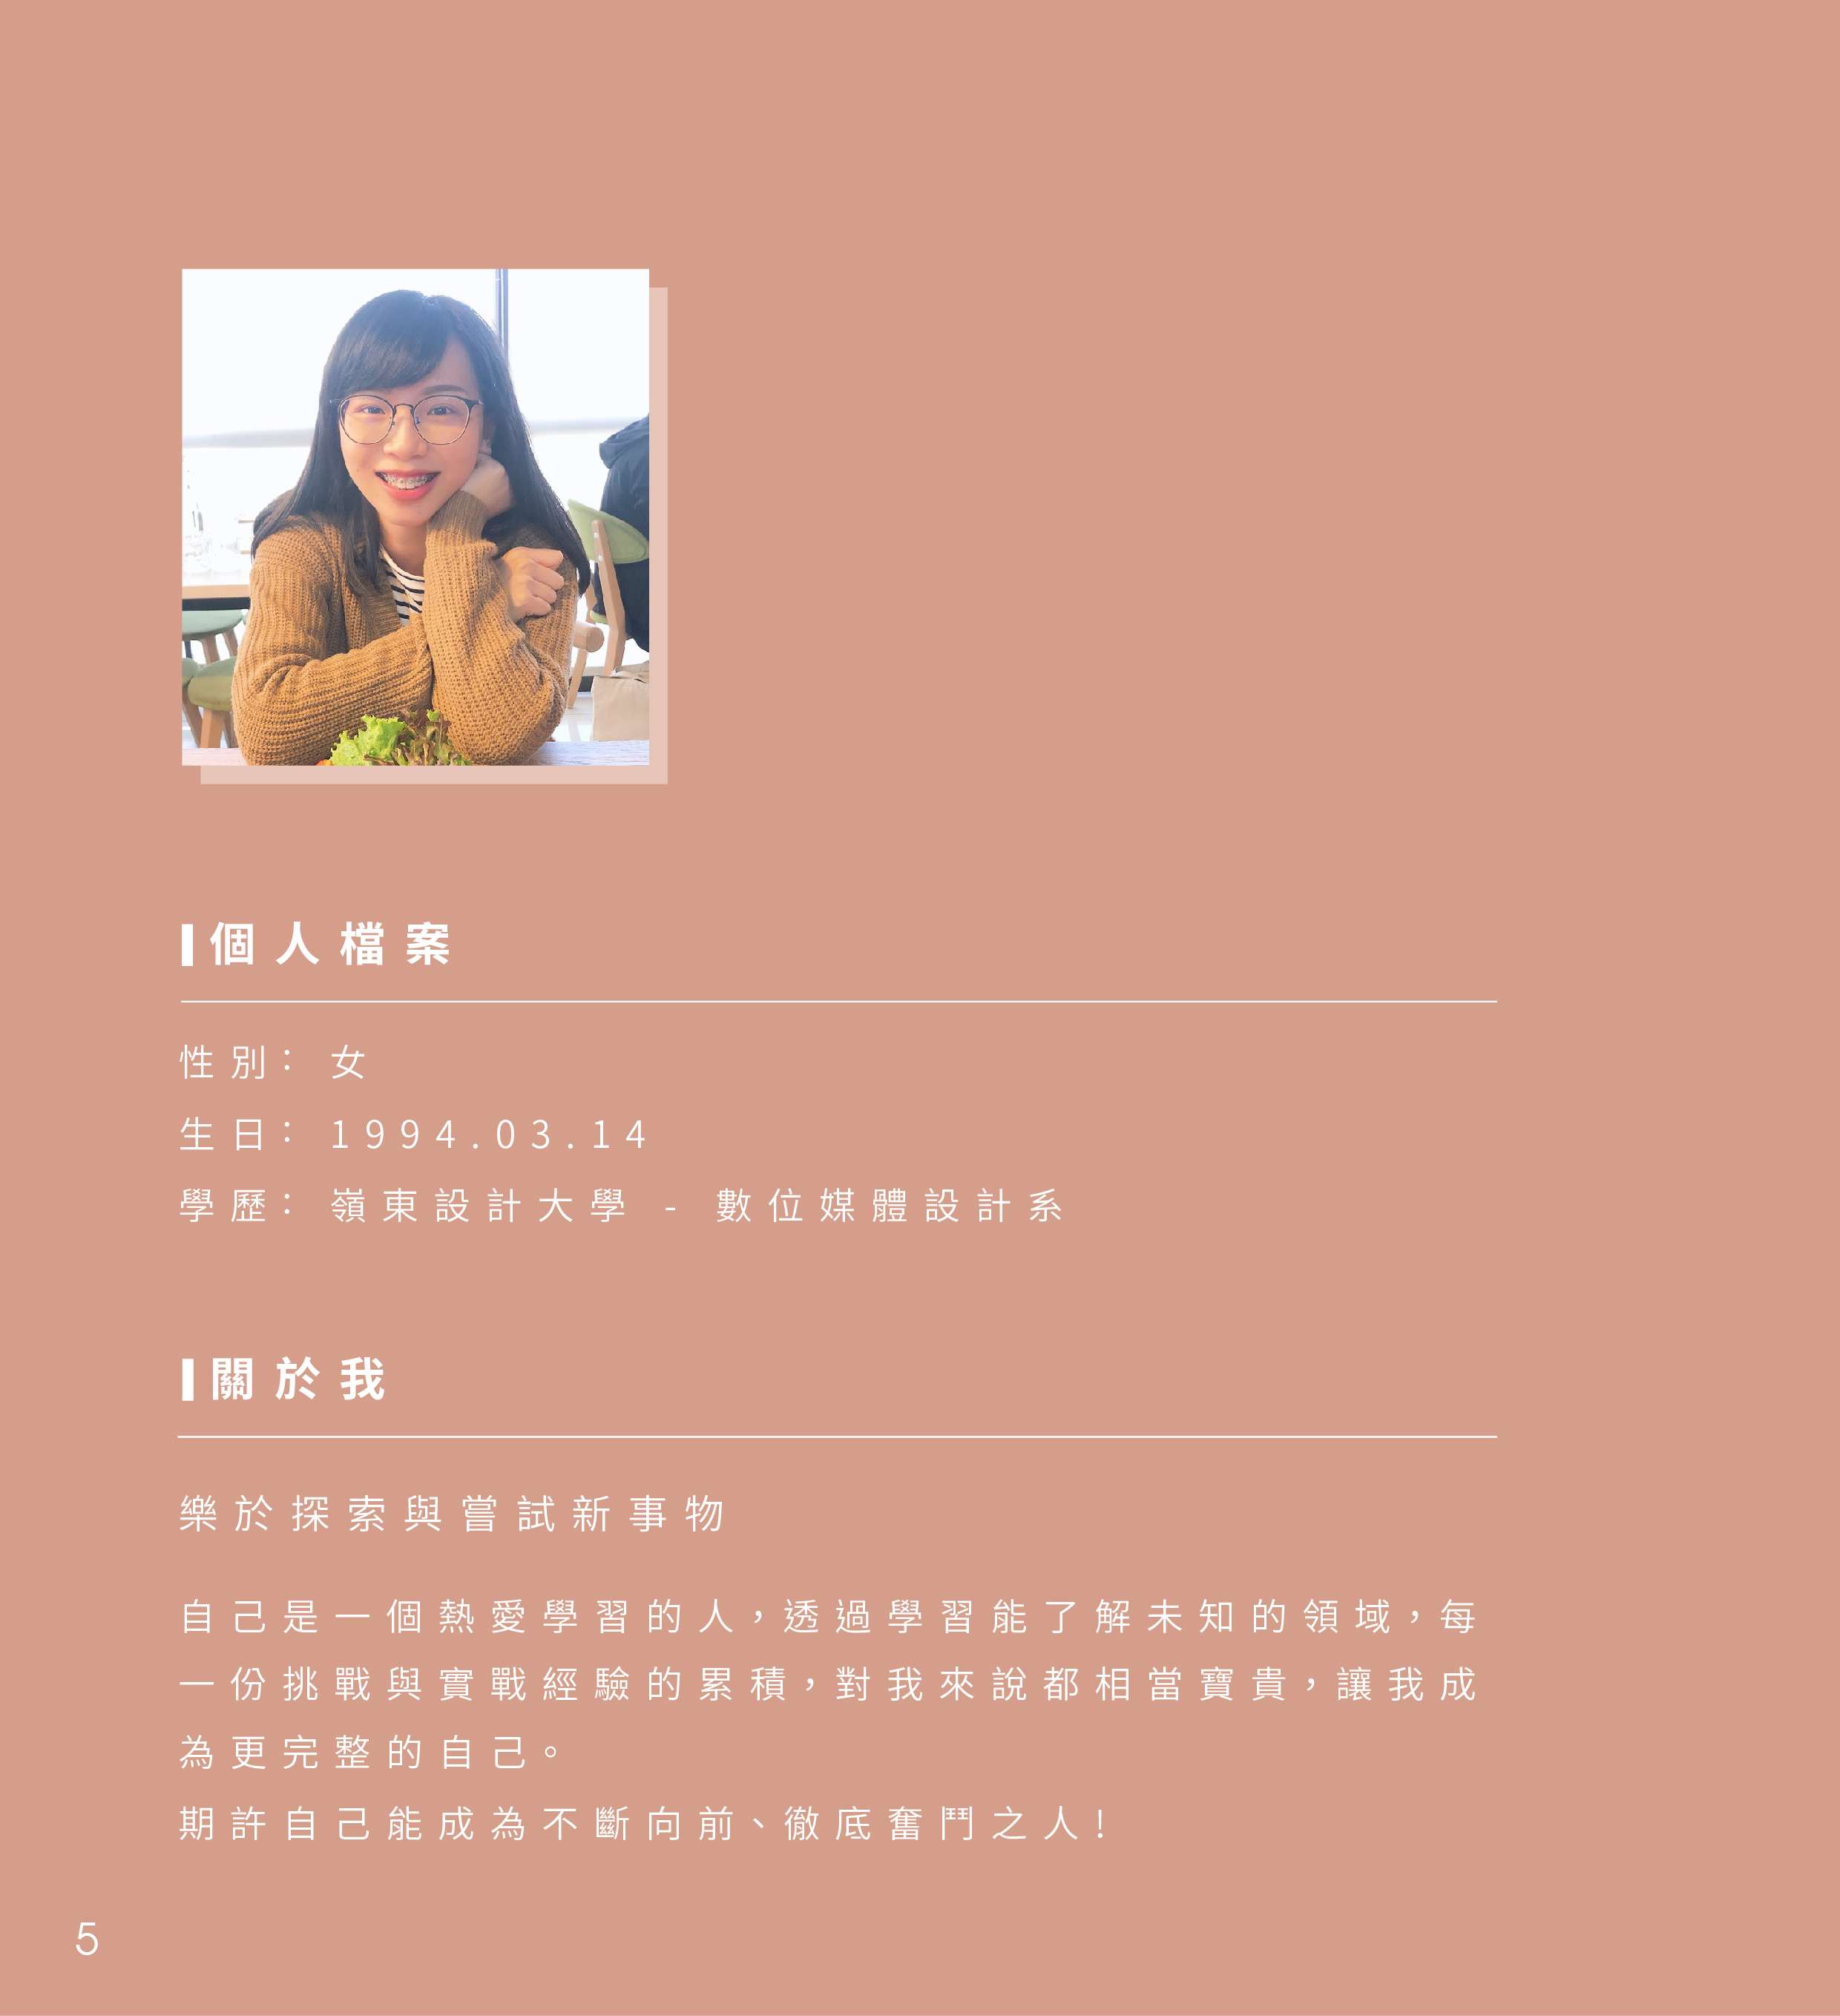 個人檔案
性別： 女
生日： 1994.03.14
學歷： 嶺東設計大學 - 數位媒體設計系
關於我
樂於探索與嘗試新事物
自己是一個熱愛學習的人，透過學習能了解未知的領域，每
一份挑戰與實戰經驗的累積，對我來說都相當寶貴，讓我成
為更完整的自己。
期許自己能成為不斷向前、徹底奮鬥之人！
5